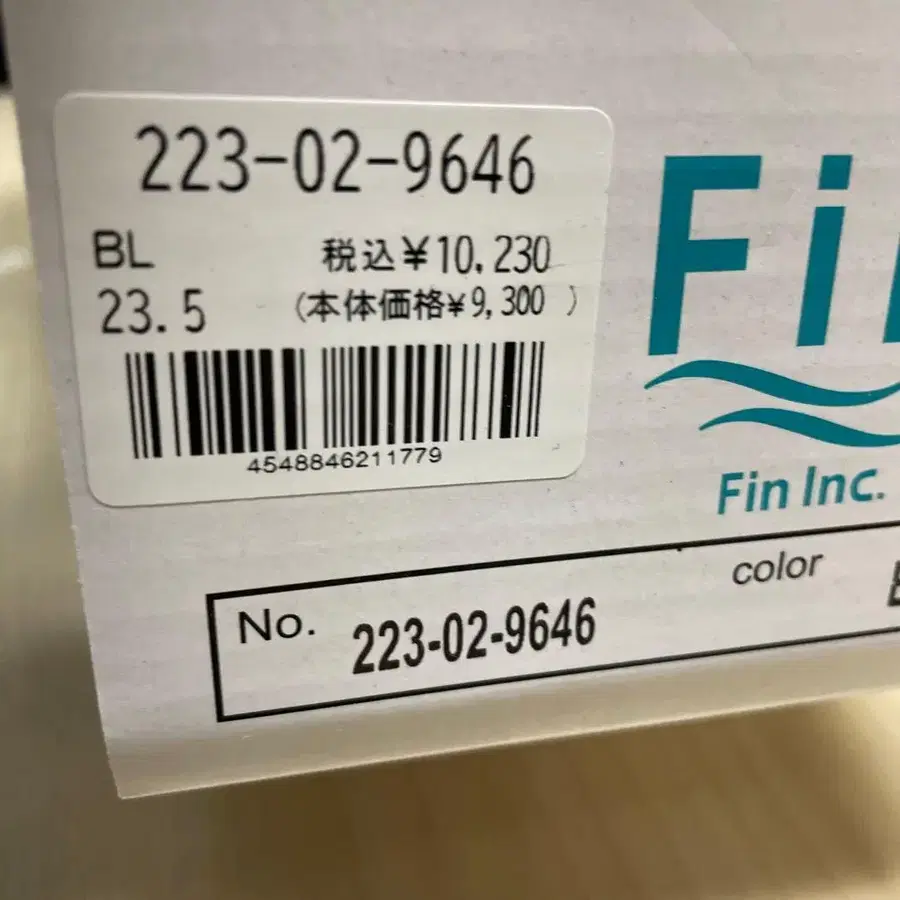 223-02-9646
BL 税込¥10,230
23.5 (本体価格¥9,300 )
4548846211779
Fi
Fin Inc.
color
No. 223-02-9646